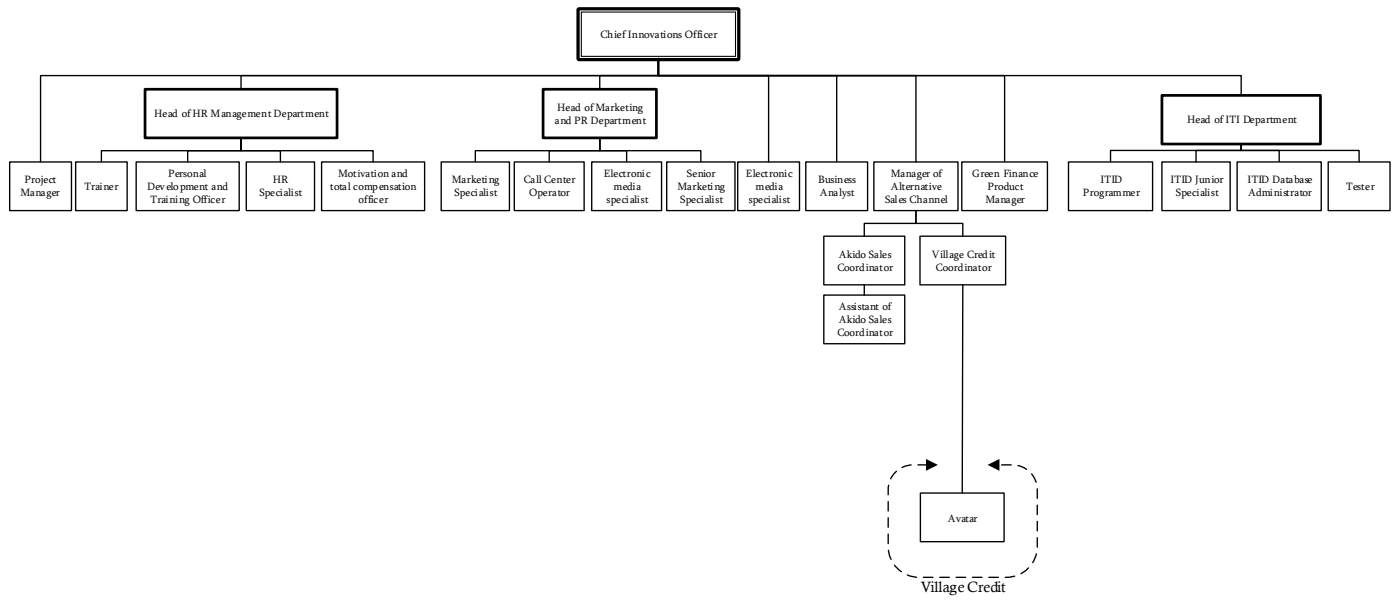 Chief Innovations Officer
Head of HR Management Department
Head of Marketing
and PR Department
Head of ITI Department
Project
Manager
Trainer
Personal
Development and
Training Officer
HR
Specialist
Motivation and
total compensation
officer
Marketing
Specialist
Call Center
Operator
Electronic
media
specialist
Senior
Marketing
Specialist
Electronic
media
specialist
Business
Analyst
Manager of
Alternative
Sales Channel
Green Finance
Product
Manager
ITID
Programmer
ITID Junior
Specialist
ITID Database
Administrator
Tester
Akido Sales
Coordinator
Village Credit
Coordinator
Assistant of
Akido Sales
Coordinator
Avatar
Village Credit